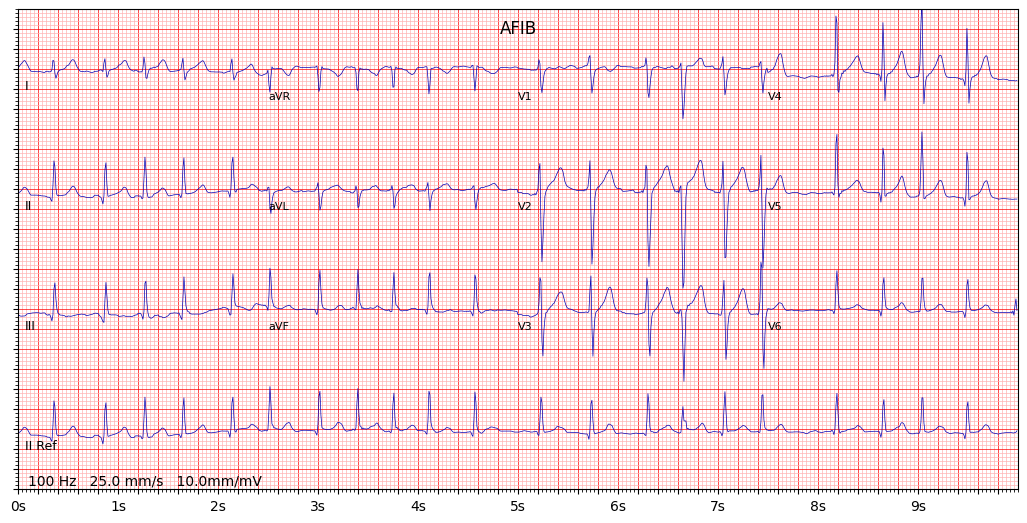 AFIB
I
aVR
V1
V4
II
aVL
V2
V5
III
aVF
V3
V6
II Ref
100 Hz 25.0 mm/s 10.0mm/mV
0s 1s 2s 3s 4s 5s 6s 7s 8s 9s